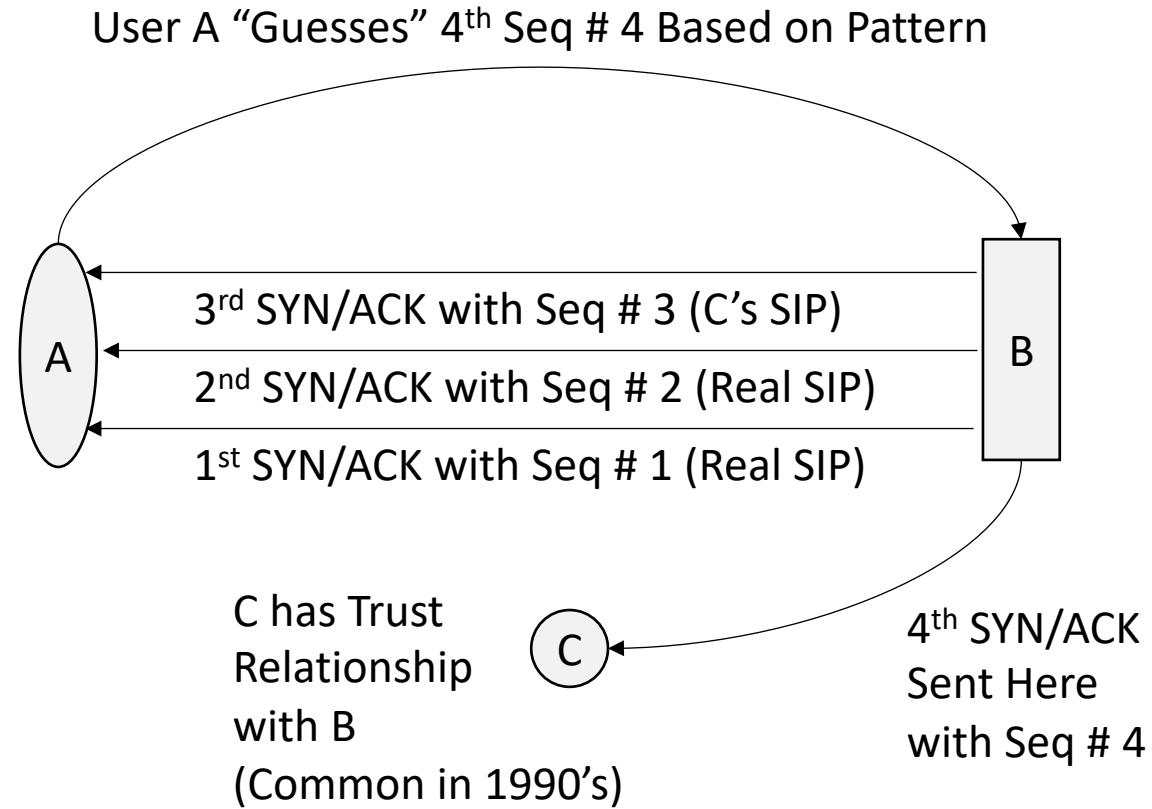 User A “Guesses” 4th Seq # 4 Based on Pattern
3rd SYN/ACK with Seq # 3 (C’s SIP)
A
B
2nd SYN/ACK with Seq # 2 (Real SIP)
1st SYN/ACK with Seq # 1 (Real SIP)
C has Trust
Relationship
with B
(Common in 1990’s)
C
4th SYN/ACK
Sent Here
with Seq # 4